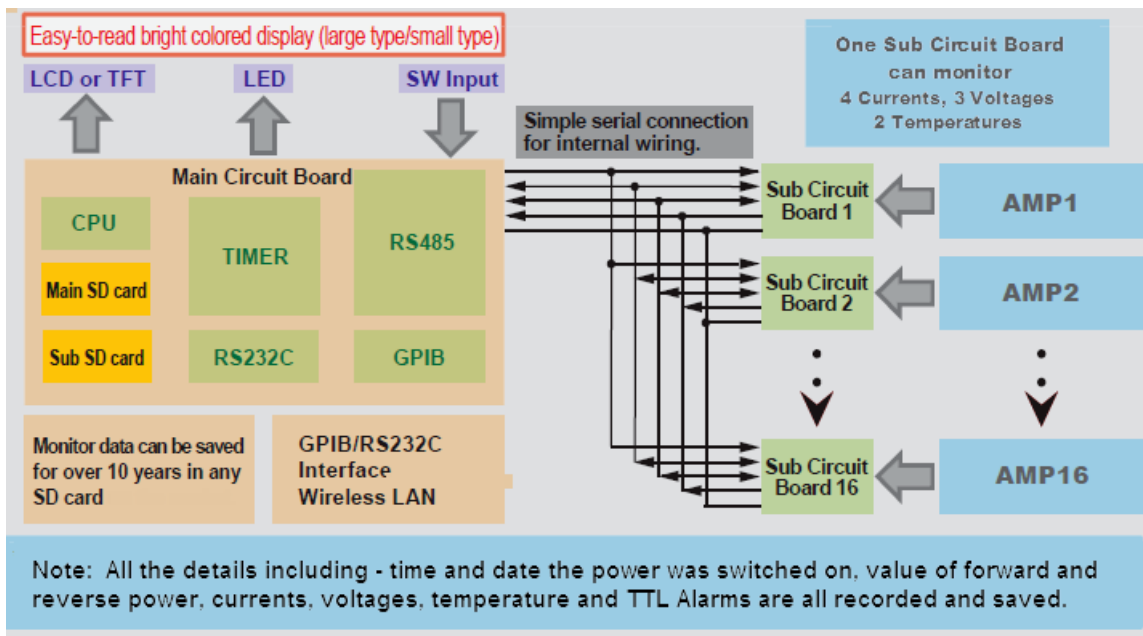 Easy-to-read bright colored display (large type/small type)
LCD or TFT
LED
SW Input
One Sub Circuit Board
can monitor
4 Currents, 3 Voltages
2 Temperatures
Simple serial connection
for internal wiring.
Main Circuit Board
CPU
TIMER
RS485
Main SD card
Sub SD card
RS232C
GPIB
Sub Circuit
Board 1
AMP1
Sub Circuit
Board 2
AMP2
Sub Circuit
Board 16
AMP16
Monitor data can be saved
for over 10 years in any
SD card
GPIB/RS232C
Interface
Wireless LAN
Note: All the details including - time and date the power was switched on, value of forward and
reverse power, currents, voltages, temperature and TTL Alarms are all recorded and saved.